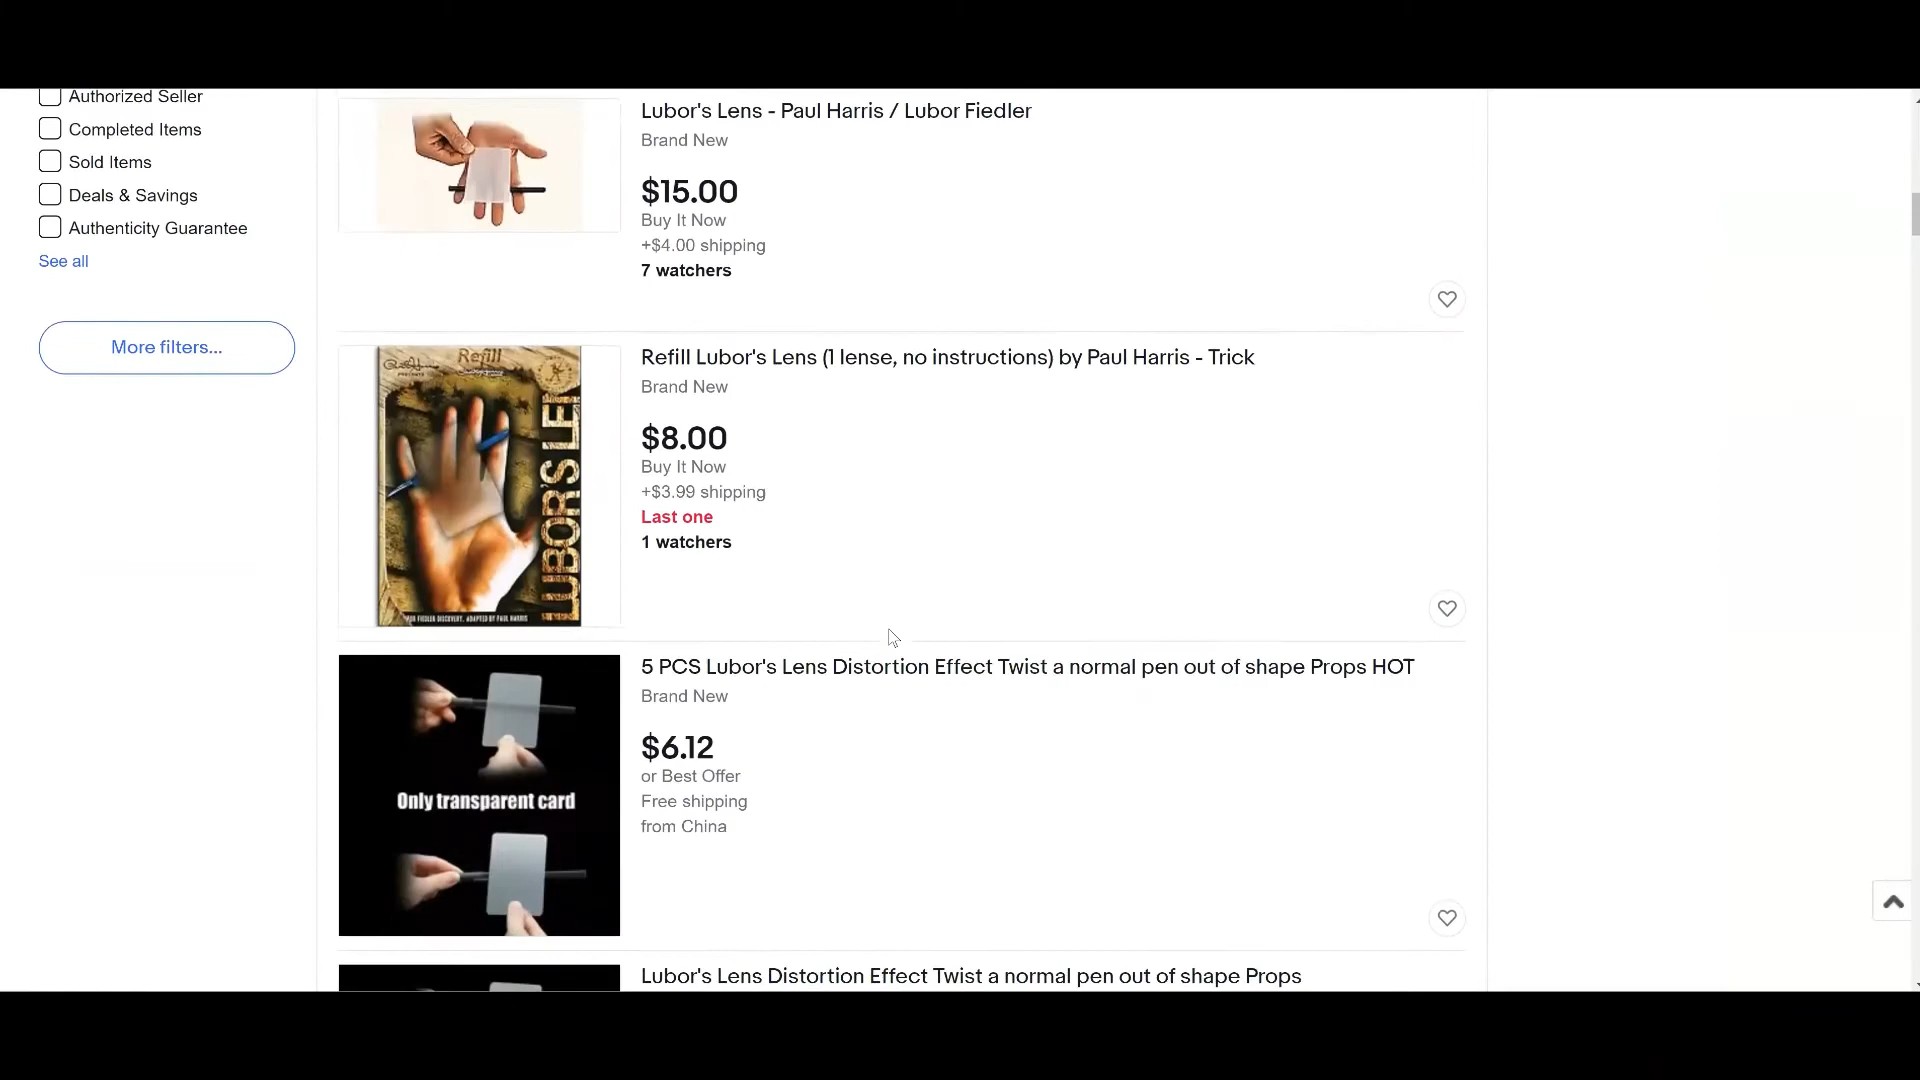 Authorized Seller
Completed Items
Sold Items
Deals & Savings
Authenticity Guarantee
See all
More filters...
Lubor's Lens - Paul Harris / Lubor Fiedler
Brand New
$15.00
Buy It Now
+$4.00 shipping
7 watchers
Refill
LUBOR'S LE
Refill Lubor's Lens (1 lense, no instructions) by Paul Harris - Trick
Brand New
$8.00
Buy It Now
+$3.99 shipping
Last one
1 watchers
Only transparent card
5 PCS Lubor's Lens Distortion Effect Twist a normal pen out of shape Props HOT
Brand New
$6.12
or Best Offer
Free shipping
from China
Lubor's Lens Distortion Effect Twist a normal pen out of shape Props